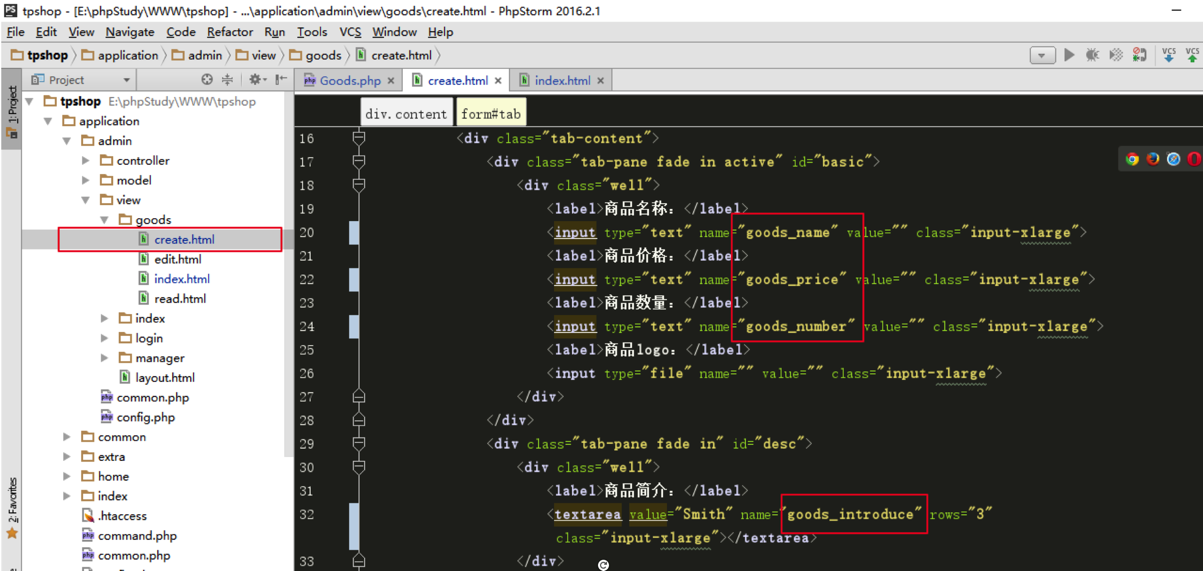 tpshop - [E:\phpStudy\WWW\tpshop] - ...\application\admin\view\goods\create.html - PhpStorm 2016.2.1
File Edit View Navigate Code Refactor Run Tools VCS Window Help
tpshop application admin view goods create.html
VCS VCS
Project
Goods.php × create.html × index.html ×
1: Project
2: Favorites
tpshop E:\phpStudy\WWW\tpshop
application
admin
controller
model
view
goods
create.html
edit.html
index.html
read.html
index
login
manager
layout.html
common.php
config.php
common
extra
home
index
.htaccess
command.php
common.php
div.content form#tab
16 <div class="tab-content">
17 <div class="tab-pane fade in active" id="basic">
18 <div class="well">
19 <label>商品名称：</label>
20 <input type="text" name="goods_name" value="" class="input-xlarge">
21 <label>商品价格：</label>
22 <input type="text" name="goods_price" value="" class="input-xlarge">
23 <label>商品数量：</label>
24 <input type="text" name="goods_number" value="" class="input-xlarge">
25 <label>商品logo：</label>
26 <input type="file" name="" value="" class="input-xlarge">
27 </div>
28 </div>
29 <div class="tab-pane fade in" id="desc">
30 <div class="well">
31 <label>商品简介：</label>
32 <textarea value="Smith" name="goods_introduce" rows="3"
class="input-xlarge"></textarea>
33 </div>